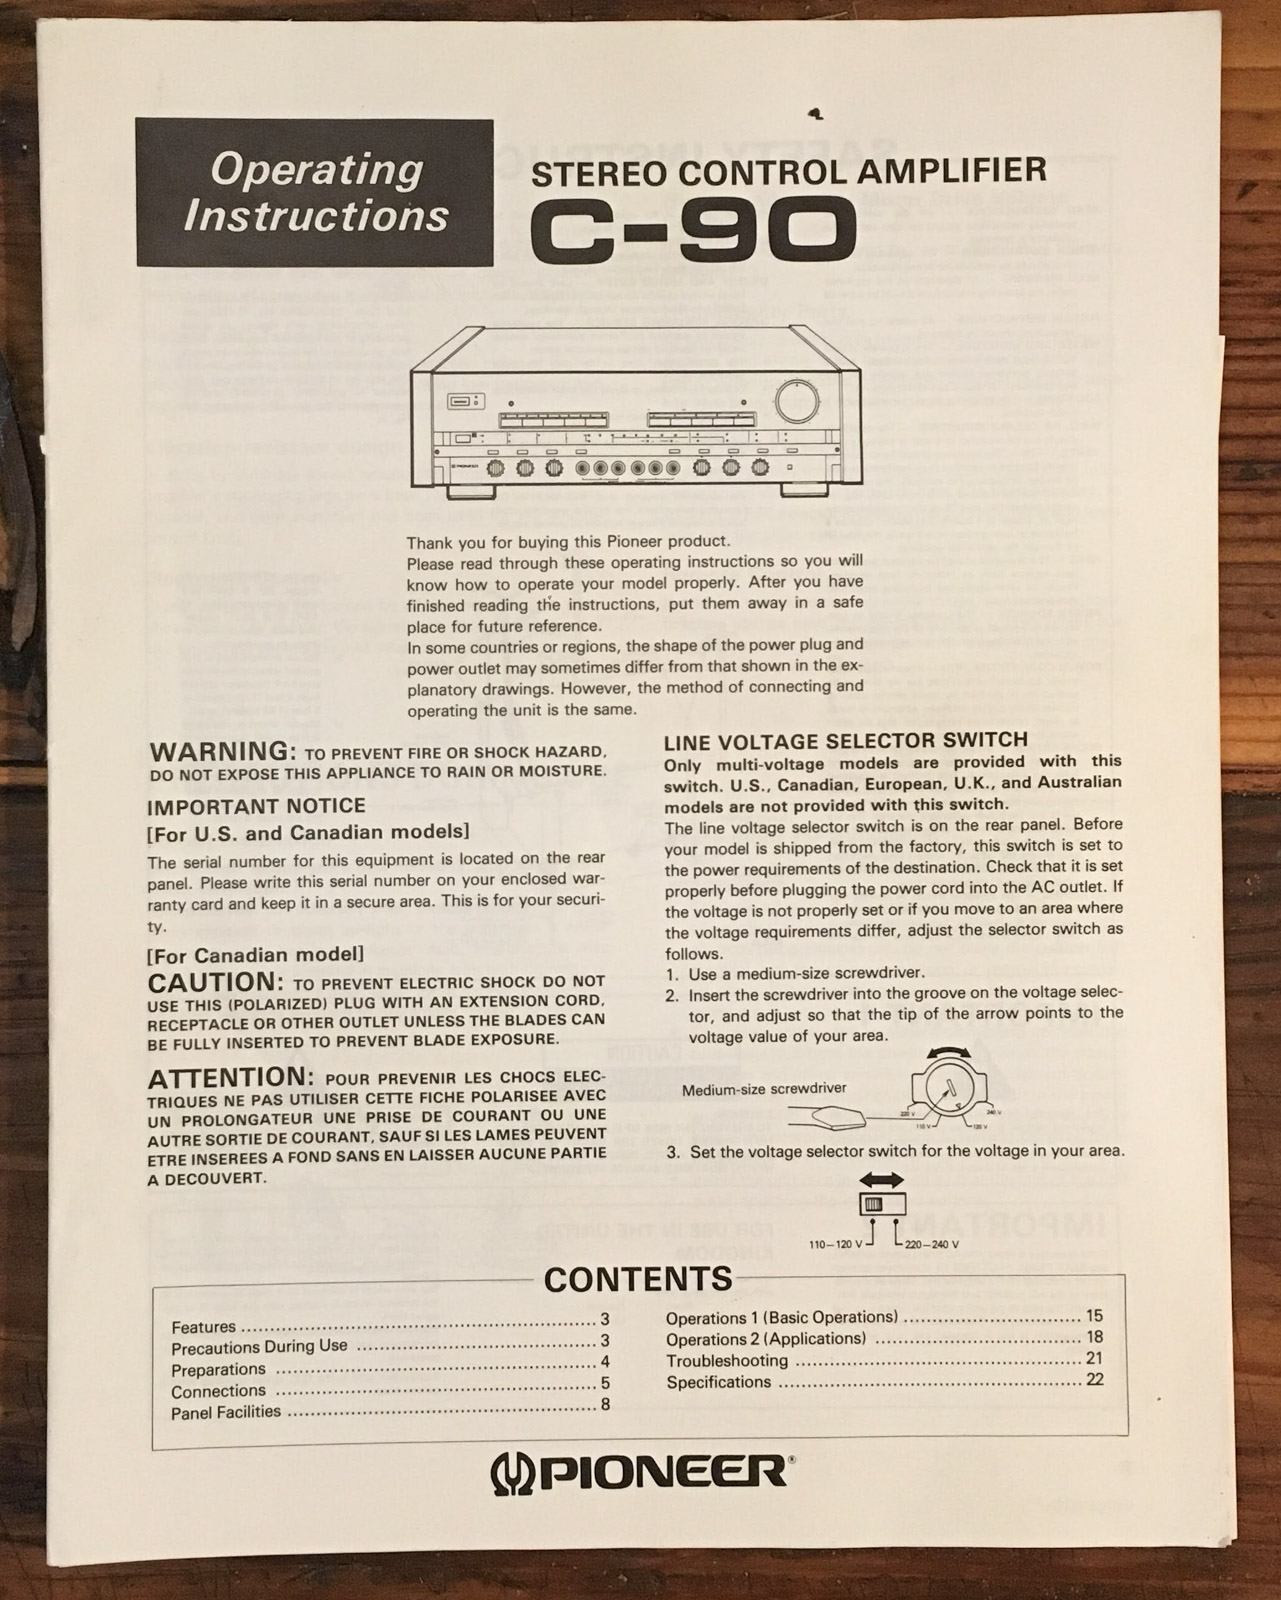 Operating
Instructions
STEREO CONTROL AMPLIFIER
C-90
PIONEER
Thank you for buying this Pioneer product.
Please read through these operating instructions so you will
know how to operate your model properly. After you have
finished reading the instructions, put them away in a safe
place for future reference.
In some countries or regions, the shape of the power plug and
power outlet may sometimes differ from that shown in the ex-
planatory drawings. However, the method of connecting and
operating the unit is the same.
WARNING: TO PREVENT FIRE OR SHOCK HAZARD,
DO NOT EXPOSE THIS APPLIANCE TO RAIN OR MOISTURE.
IMPORTANT NOTICE
[For U.S. and Canadian models]
The serial number for this equipment is located on the rear
panel. Please write this serial number on your enclosed war-
ranty card and keep it in a secure area. This is for your securi-
ty.
[For Canadian model]
CAUTION: TO PREVENT ELECTRIC SHOCK DO NOT
USE THIS (POLARIZED) PLUG WITH AN EXTENSION CORD,
RECEPTACLE OR OTHER OUTLET UNLESS THE BLADES CAN
BE FULLY INSERTED TO PREVENT BLADE EXPOSURE.
ATTENTION: POUR PREVENIR LES CHOCS ELEC-
TRIQUES NE PAS UTILISER CETTE FICHE POLARISEE AVEC
UN PROLONGATEUR UNE PRISE DE COURANT OU UNE
AUTRE SORTIE DE COURANT, SAUF SI LES LAMES PEUVENT
ETRE INSEREES A FOND SANS EN LAISSER AUCUNE PARTIE
A DECOUVERT.
LINE VOLTAGE SELECTOR SWITCH
Only multi-voltage models are provided with this
switch. U.S., Canadian, European, U.K., and Australian
models are not provided with this switch.
The line voltage selector switch is on the rear panel. Before
your model is shipped from the factory, this switch is set to
the power requirements of the destination. Check that it is set
properly before plugging the power cord into the AC outlet. If
the voltage is not properly set or if you move to an area where
the voltage requirements differ, adjust the selector switch as
follows.
1. Use a medium-size screwdriver.
2. Insert the screwdriver into the groove on the voltage selec-
tor, and adjust so that the tip of the arrow points to the
voltage value of your area.
Medium-size screwdriver
220 V
240 V
110 V
120 V
3. Set the voltage selector switch for the voltage in your area.
110–120 V
220–240 V
CONTENTS
Features ........ 3
Precautions During Use ........ 3
Preparations ........ 4
Connections ........ 5
Panel Facilities ........ 8
Operations 1 (Basic Operations) ........ 15
Operations 2 (Applications) ........ 18
Troubleshooting ........ 21
Specifications ........ 22
PIONEER®